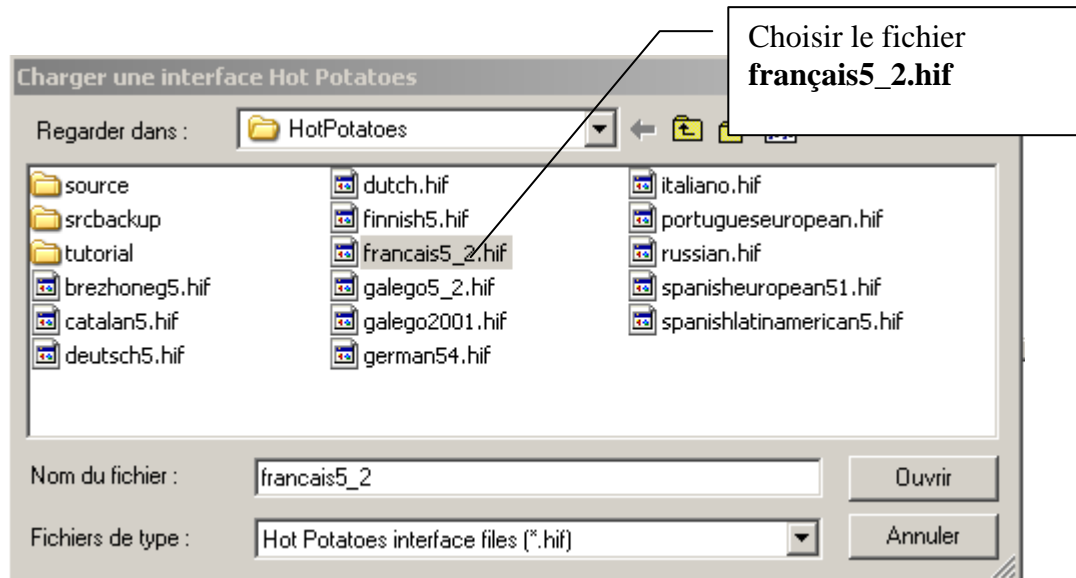 Choisir le fichier
français5_2.hif
Charger une interface Hot Potatoes
Regarder dans :
HotPotatoes
source
srcbackup
tutorial
brezhoneg5.hif
catalan5.hif
deutsch5.hif
dutch.hif
finnish5.hif
francais5_2.hif
galego5_2.hif
galego2001.hif
german54.hif
italiano.hif
portugueseuropean.hif
russian.hif
spanisheuropean51.hif
spanishlatinamerican5.hif
Nom du fichier :
francais5_2
Ouvrir
Fichiers de type :
Hot Potatoes interface files (*.hif)
Annuler